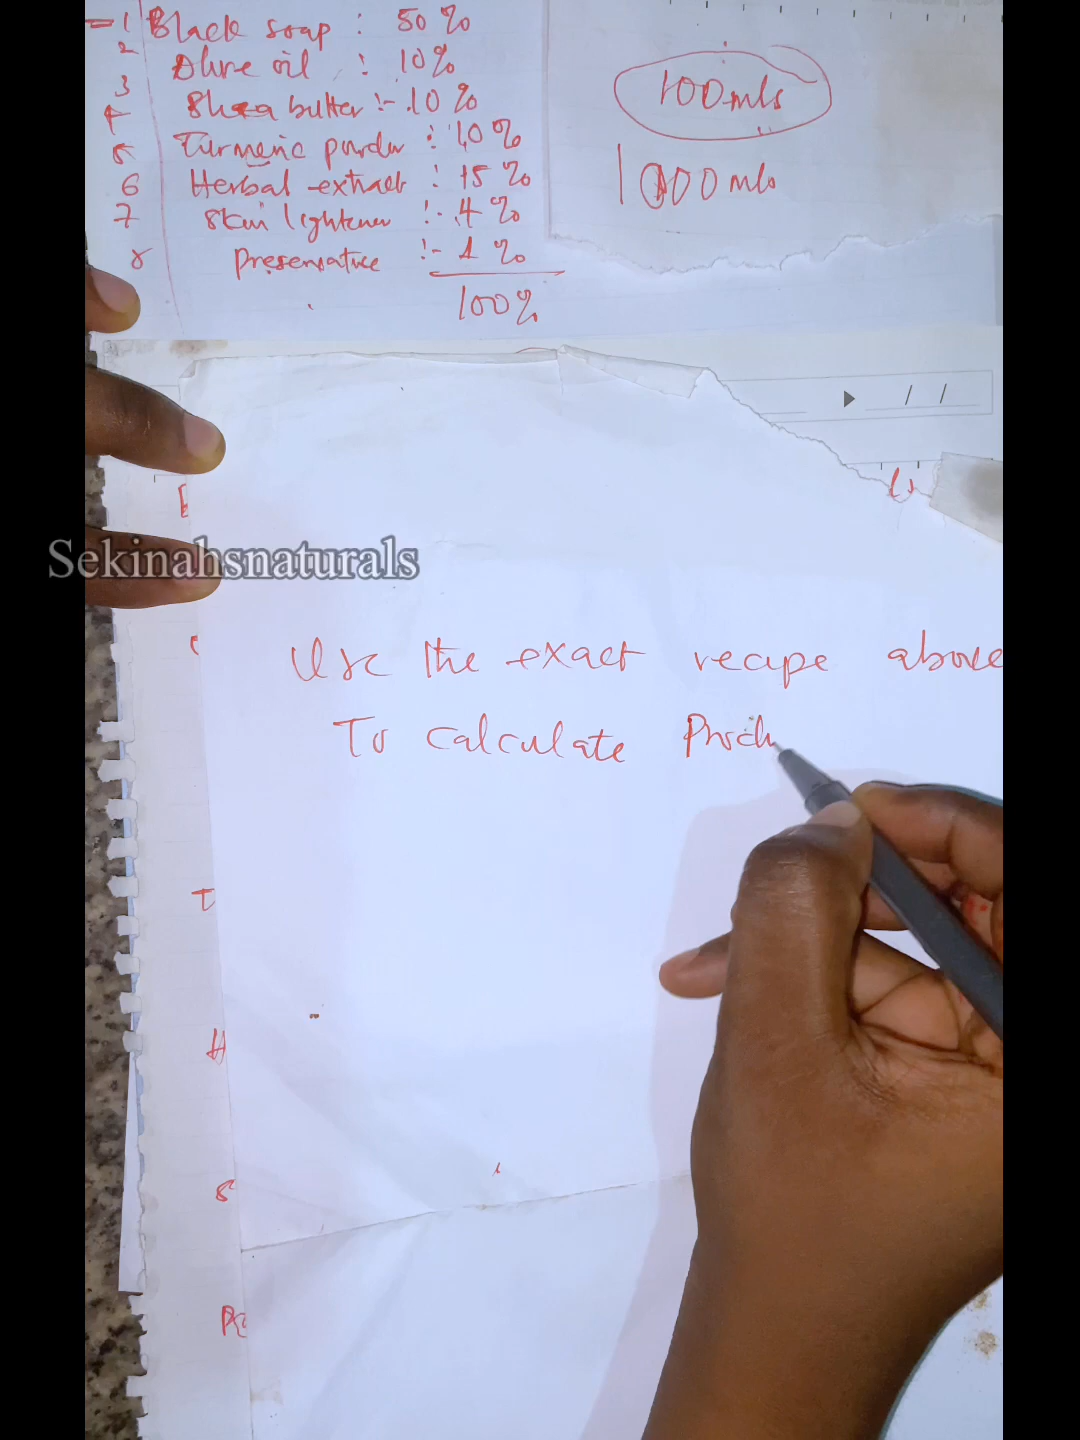 1 Black soap : 50%
2 Olive oil : 10%
3 Shea butter :- 10%
4 Turmeric powder : 10%
5 Herbal extract : 15%
6 Skin lightener :- 4%
7 Preservative :- 1%
8
100%
100mls
1000mls
Sekinahsnaturals
Use the exact recipe above
To calculate Produ
T
H
S